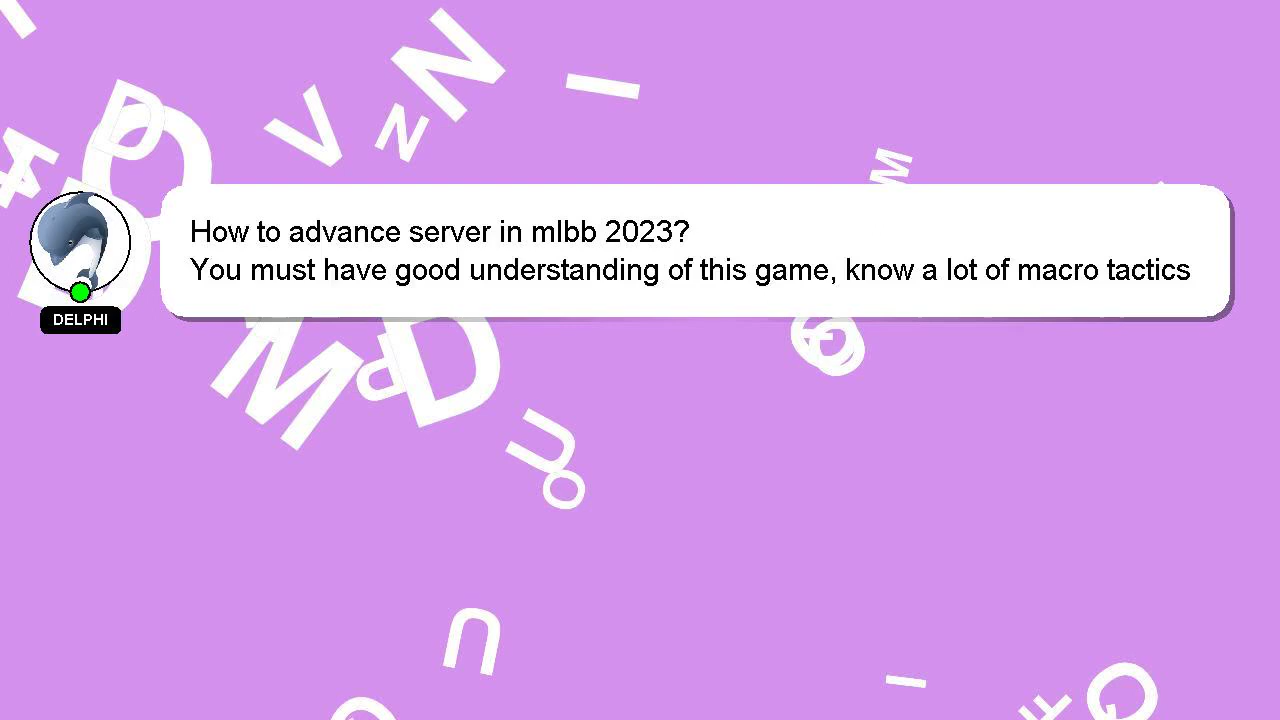 How to advance server in mlbb 2023?
You must have good understanding of this game, know a lot of macro tactics
DELPHI